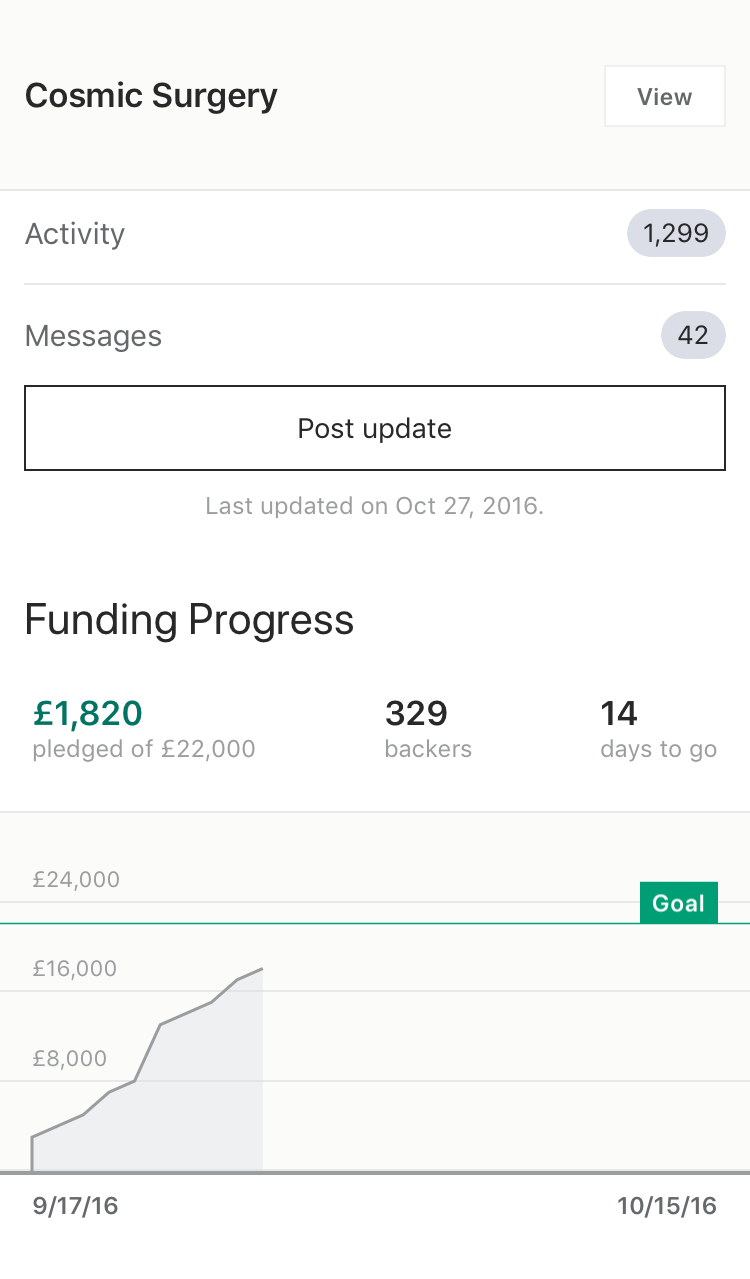 Cosmic Surgery
View
Activity
1,299
Messages
42
Post update
Last updated on Oct 27, 2016.
Funding Progress
£1,820
pledged of £22,000
329
backers
14
days to go
£24,000
Goal
£16,000
£8,000
9/17/16
10/15/16